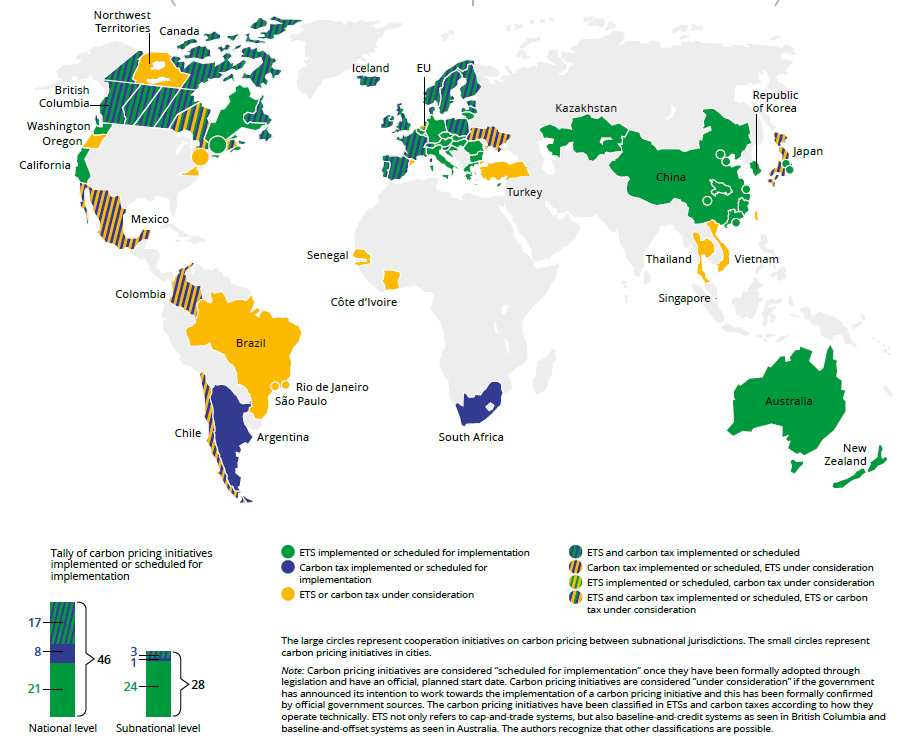 Northwest
Territories
Canada
Iceland
EU
British
Columbia
Washington
Oregon
California
Kazakhstan
Republic
of Korea
Japan
China
Turkey
Mexico
Senegal
Thailand
Vietnam
Colombia
Côte d’Ivoire
Singapore
Brazil
Rio de Janeiro
São Paulo
Australia
Chile
Argentina
South Africa
New
Zealand
Tally of carbon pricing initiatives
implemented or scheduled for
implementation
17
8
21
46
National level
3
1
24
28
Subnational level
ETS implemented or scheduled for implementation
Carbon tax implemented or scheduled for
implementation
ETS or carbon tax under consideration
ETS and carbon tax implemented or scheduled
Carbon tax implemented or scheduled, ETS under consideration
ETS implemented or scheduled, carbon tax under consideration
ETS and carbon tax implemented or scheduled, ETS or carbon
tax under consideration
The large circles represent cooperation initiatives on carbon pricing between subnational jurisdictions. The small circles represent
carbon pricing initiatives in cities.
Note: Carbon pricing initiatives are considered “scheduled for implementation” once they have been formally adopted through
legislation and have an official, planned start date. Carbon pricing initiatives are considered “under consideration” if the government
has announced its intention to work towards the implementation of a carbon pricing initiative and this has been formally confirmed
by official government sources. The carbon pricing initiatives have been classified in ETSs and carbon taxes according to how they
operate technically. ETS not only refers to cap-and-trade systems, but also baseline-and-credit systems as seen in British Columbia and
baseline-and-offset systems as seen in Australia. The authors recognize that other classifications are possible.